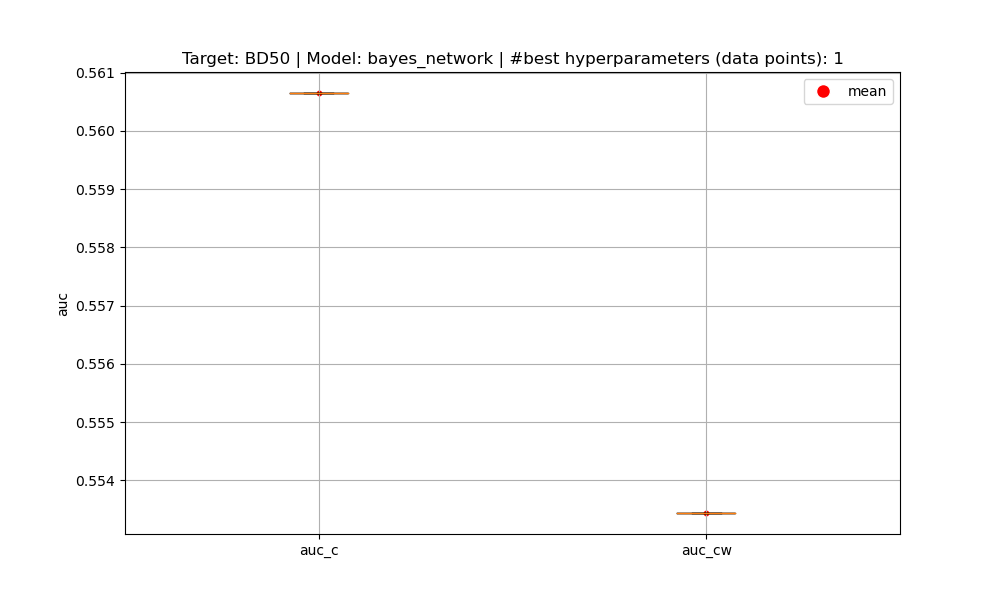 Target: BD50 | Model: bayes_network | #best hyperparameters (data points): 1
0.561
mean
0.560
0.559
0.558
0.557
auc
0.556
0.555
0.554
auc_c
auc_cw